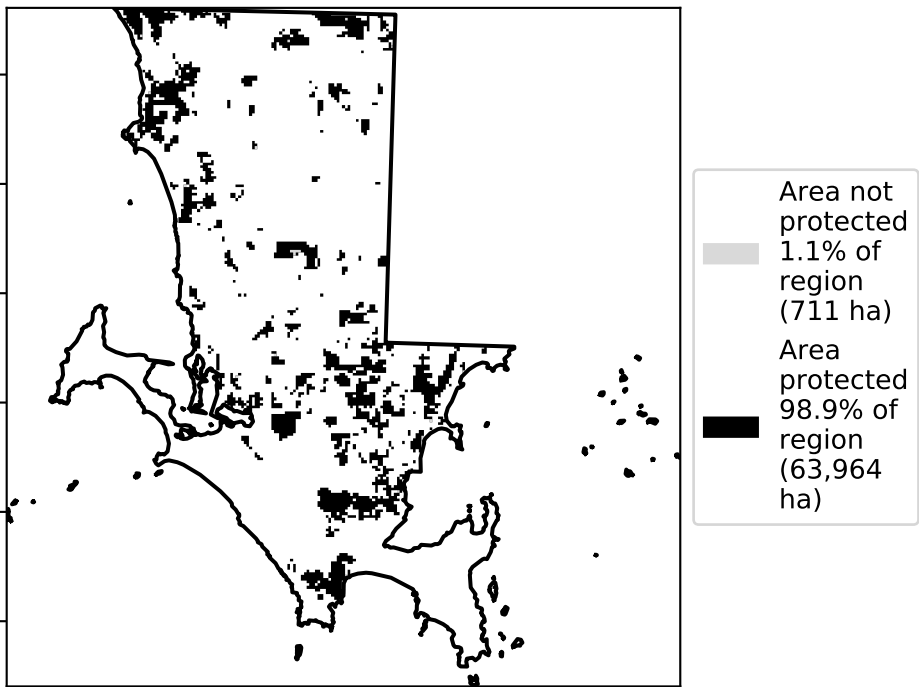 Area not
protected
1.1% of
region
(711 ha)
Area
protected
98.9% of
region
(63,964
ha)